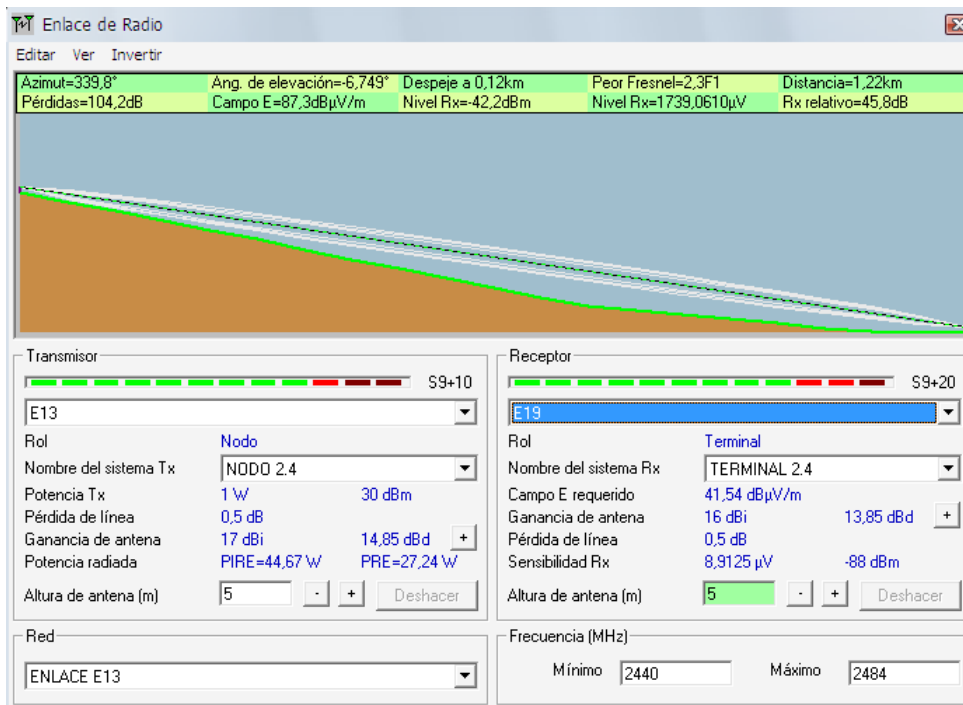 Enlace de Radio
Editar Ver Invertir
Azimut=339,8° Ang. de elevación=-6,749° Despeje a 0,12km Peor Fresnel=2,3F1 Distancia=1,22km
Pérdidas=104,2dB Campo E=87,3dBµV/m Nivel Rx=-42,2dBm Nivel Rx=1739,0610µV Rx relativo=45,8dB
Transmisor
S9+10
E13
Rol Nodo
Nombre del sistema Tx NODO 2.4
Potencia Tx 1 W 30 dBm
Pérdida de línea 0,5 dB
Ganancia de antena 17 dBi 14,85 dBd +
Potencia radiada PIRE=44,67 W PRE=27,24 W
Altura de antena (m) 5 - + Deshacer
Receptor
S9+20
E19
Rol Terminal
Nombre del sistema Rx TERMINAL 2.4
Campo E requerido 41,54 dBµV/m
Ganancia de antena 16 dBi 13,85 dBd +
Pérdida de línea 0,5 dB
Sensibilidad Rx 8,9125 µV -88 dBm
Altura de antena (m) 5 - + Deshacer
Red
ENLACE E13
Frecuencia (MHz)
Mínimo 2440 Máximo 2484